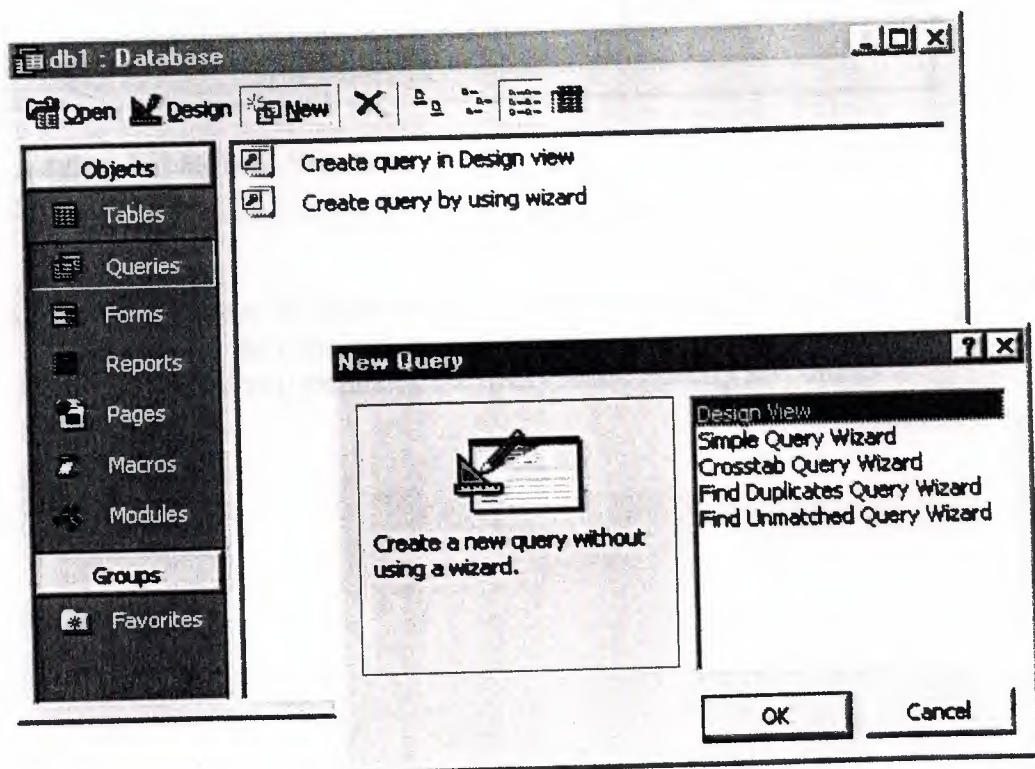 db1 : Database
Open Design New
Objects
Tables
Queries
Forms
Reports
Pages
Macros
Modules
Groups
Favorites
Create query in Design view
Create query by using wizard
New Query
Create a new query without
using a wizard.
Design View
Simple Query Wizard
Crosstab Query Wizard
Find Duplicates Query Wizard
Find Unmatched Query Wizard
OK Cancel